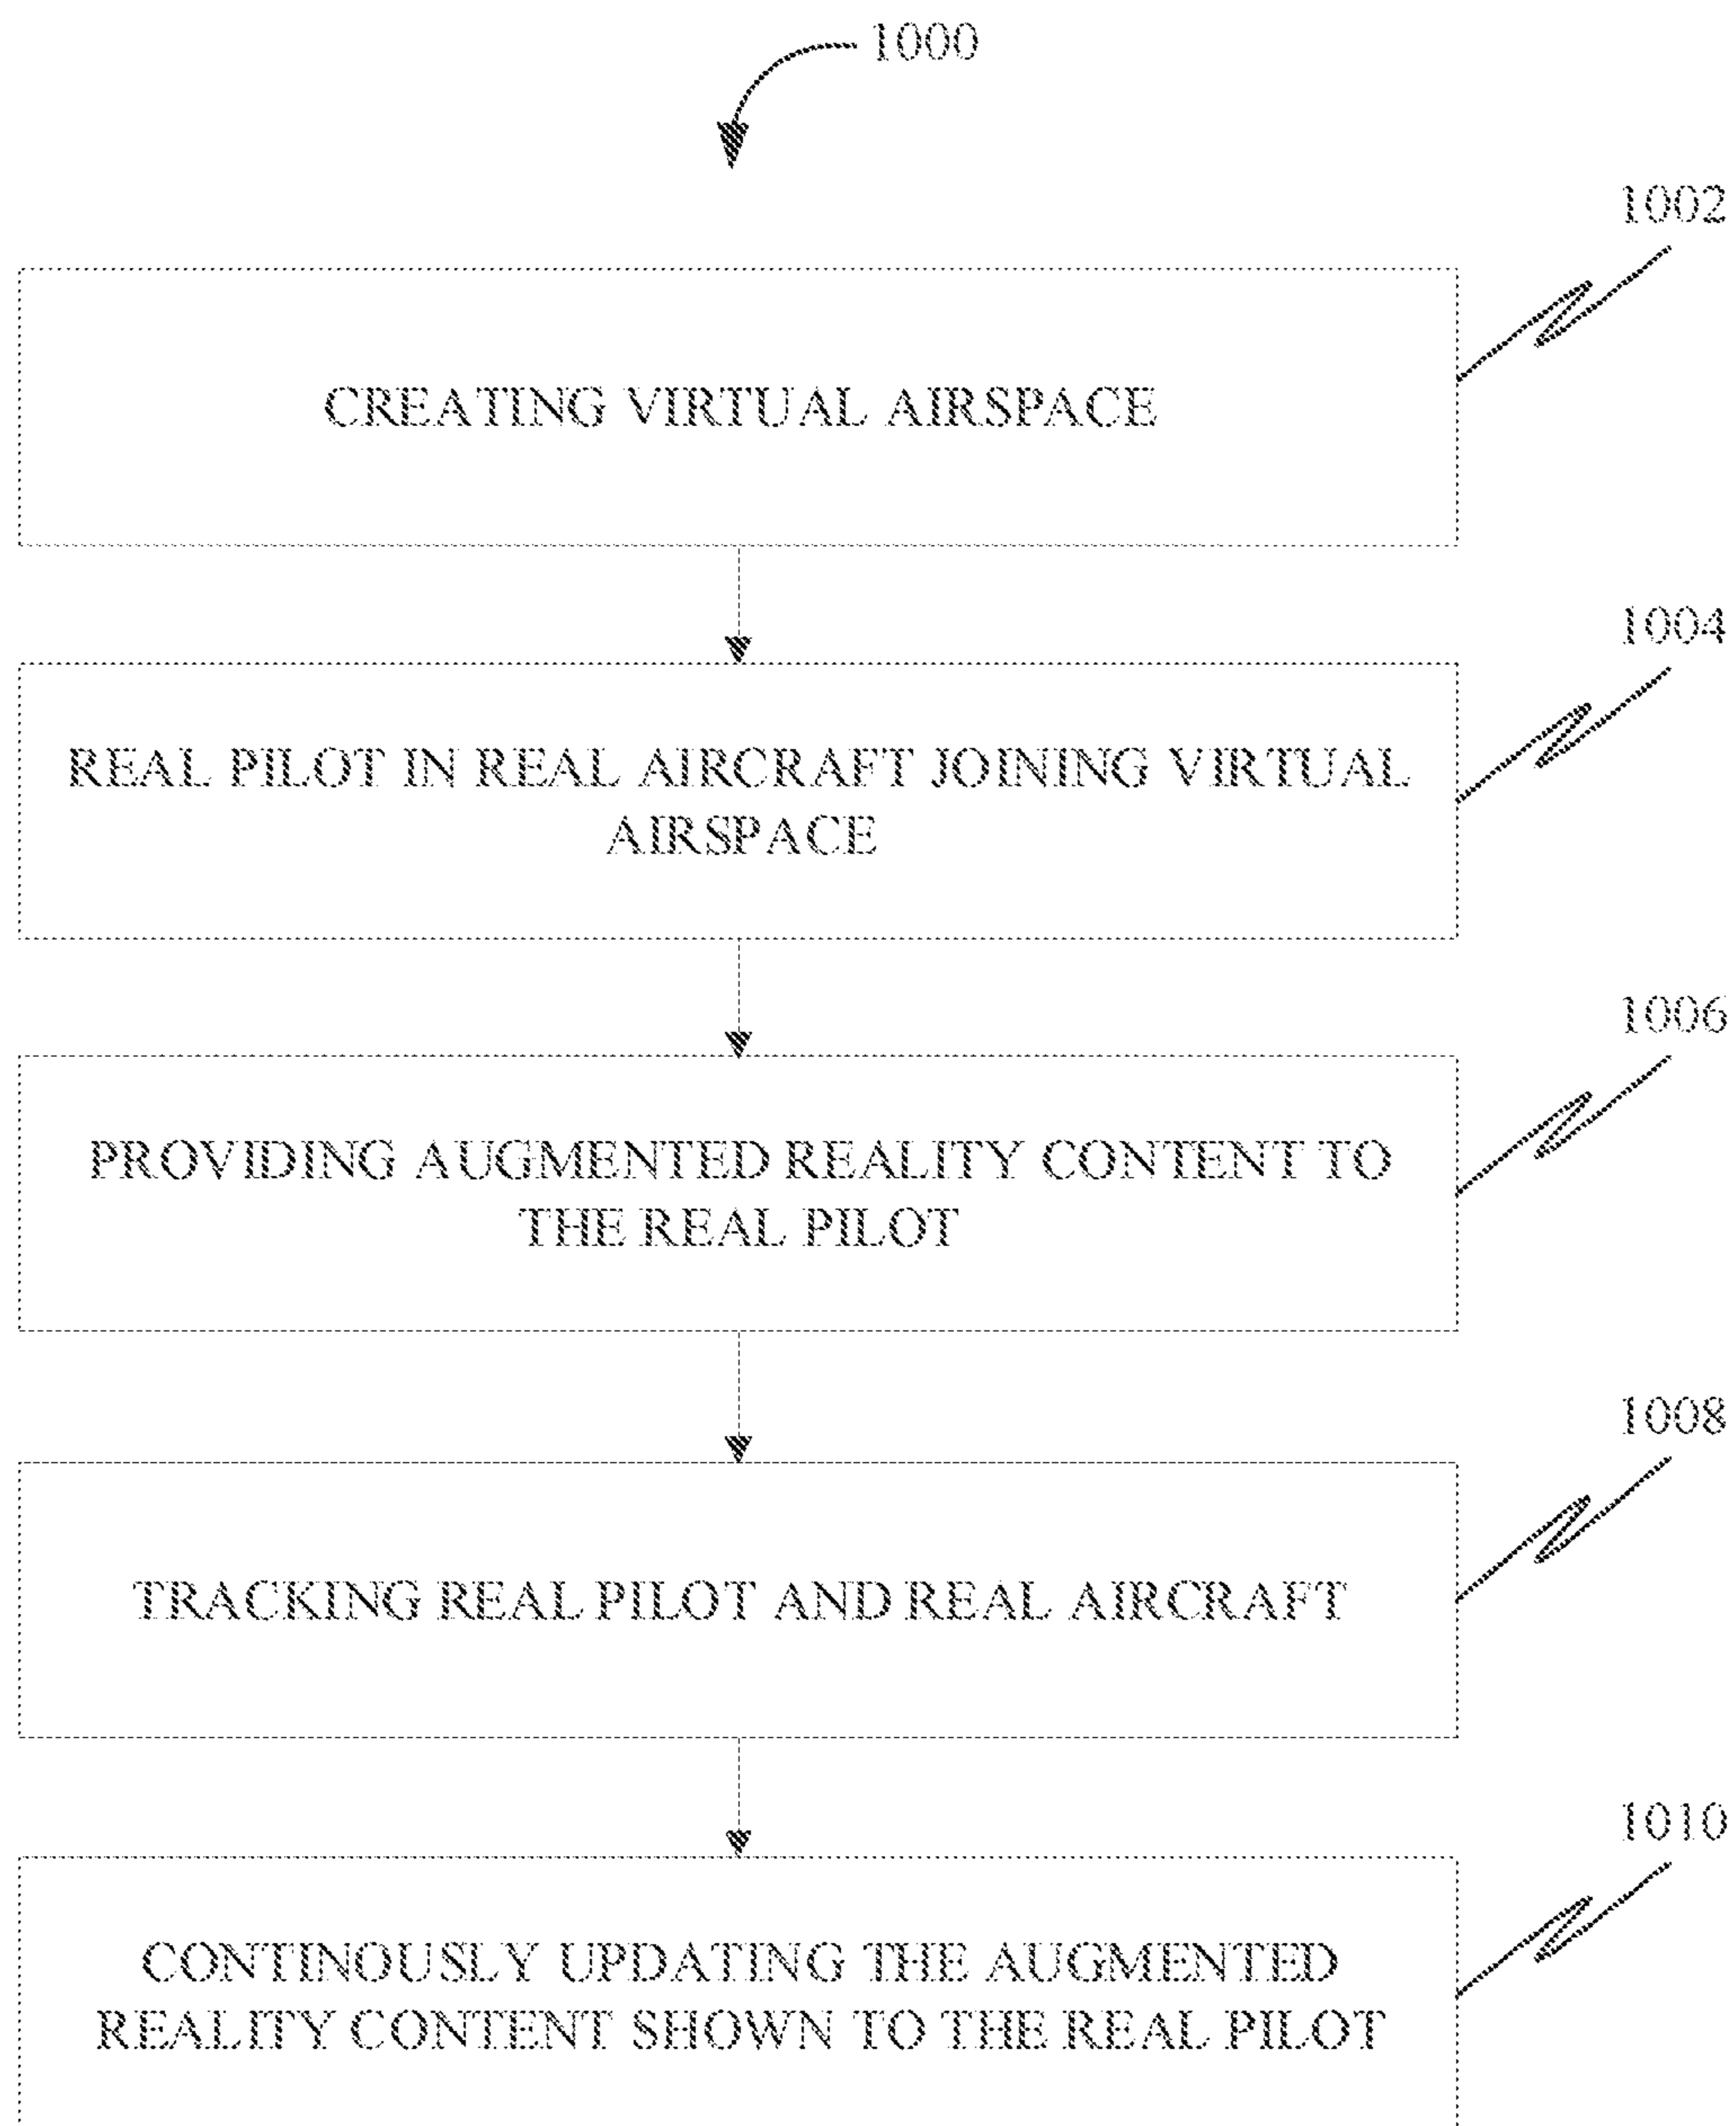 1000
1002
CREATING VIRTUAL AIRSPACE
1004
REAL PILOT IN REAL AIRCRAFT JOINING VIRTUAL
AIRSPACE
1006
PROVIDING AUGMENTED REALITY CONTENT TO
THE REAL PILOT
1008
TRACKING REAL PILOT AND REAL AIRCRAFT
1010
CONTINOUSLY UPDATING THE AUGMENTED
REALITY CONTENT SHOWN TO THE REAL PILOT